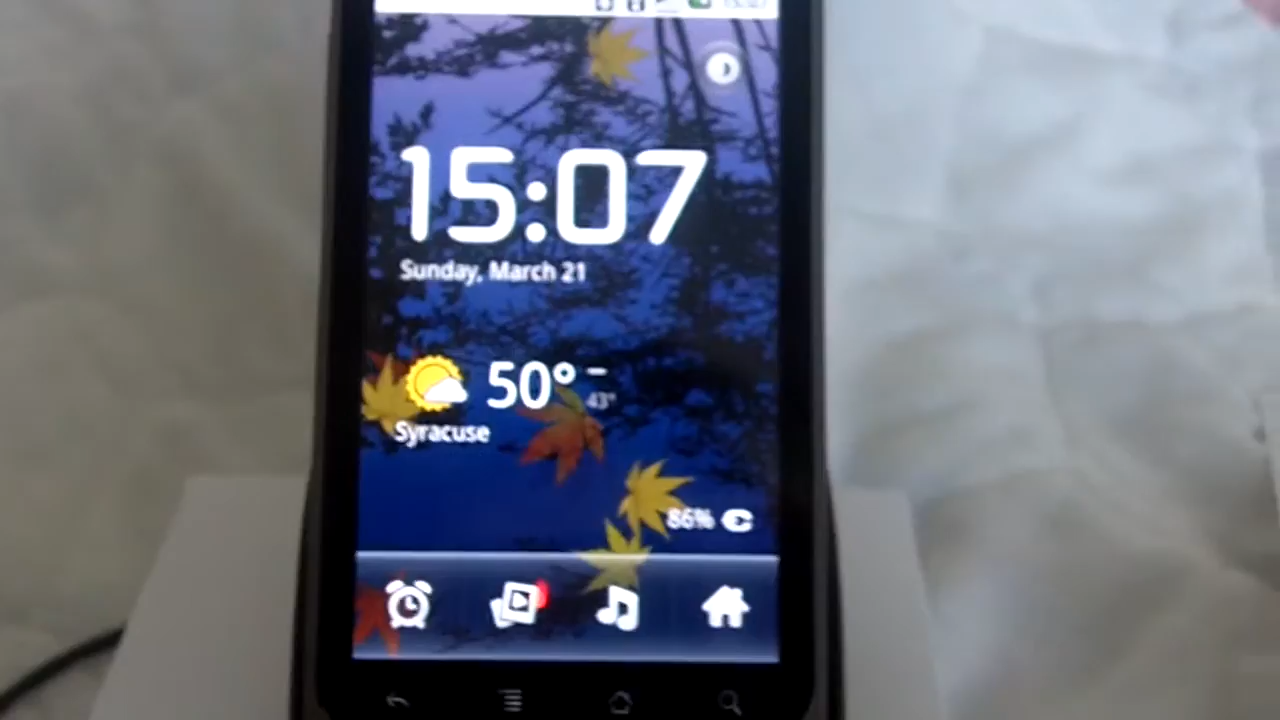 15:07
Sunday, March 21
50° –
43°
Syracuse
86%